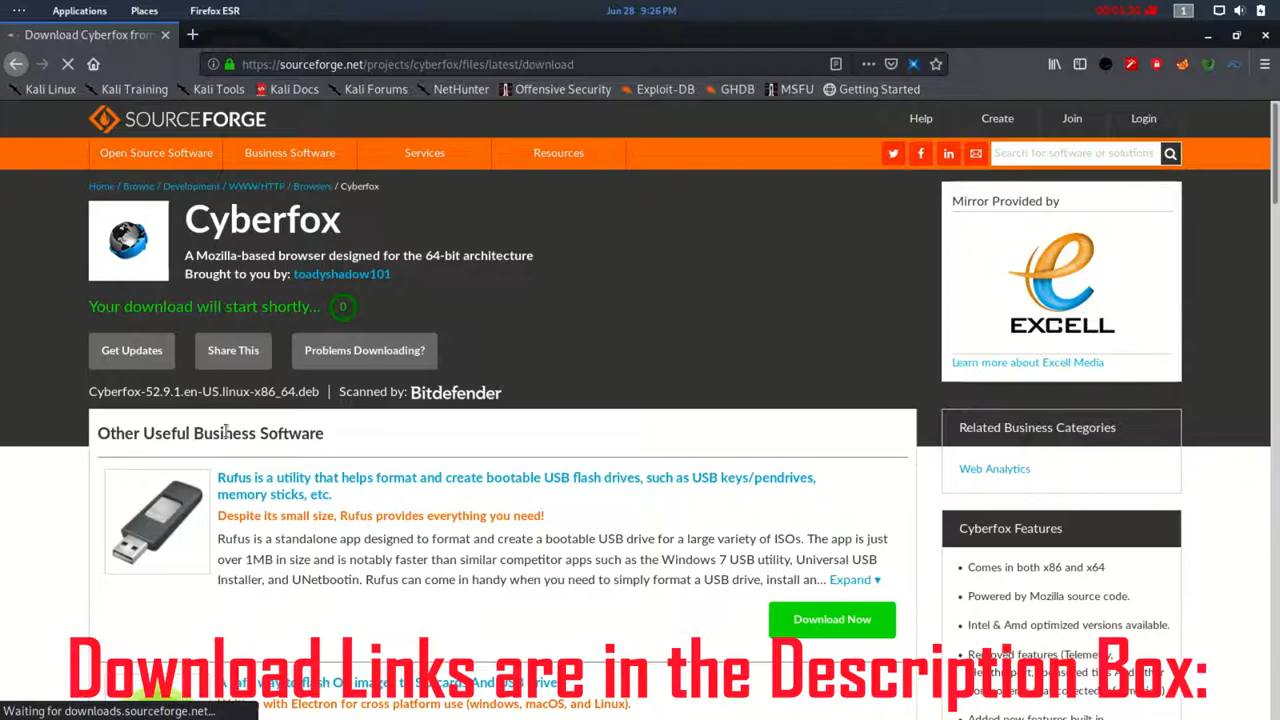 Applications Places Firefox ESR Jun 28 9:26 PM 1
Download Cyberfox from
https://sourceforge.net/projects/cyberfox/files/latest/download
Kali Linux Kali Training Kali Tools Kali Docs Kali Forums NetHunter Offensive Security Exploit-DB GHDB MSFU Getting Started
SOURCEFORGE Help Create Join Login
Open Source Software Business Software Services Resources Search for software or solutions
Home / Browse / Development / WWW/HTTP / Browsers / Cyberfox
Cyberfox
A Mozilla-based browser designed for the 64-bit architecture
Brought to you by: toadyshadow101
Your download will start shortly... 0
Get Updates Share This Problems Downloading?
Cyberfox-52.9.1.en-US.linux-x86_64.deb | Scanned by: Bitdefender
Mirror Provided by
EXCELL
Learn more about Excell Media
Other Useful Business Software
Rufus is a utility that helps format and create bootable USB flash drives, such as USB keys/pendrives,
memory sticks, etc.
Despite its small size, Rufus provides everything you need!
Rufus is a standalone app designed to format and create a bootable USB drive for a large variety of ISOs. The app is just
over 1MB in size and is notably faster than similar competitor apps such as the Windows 7 USB utility, Universal USB
Installer, and UNetbootin. Rufus can come in handy when you need to simply format a USB drive, install an... Expand ▾
Download Now
Related Business Categories
Web Analytics
Cyberfox Features
• Comes in both x86 and x64
• Powered by Mozilla source code.
• Intel & Amd optimized versions available.
• Removed features (Telemetry,
Download Links are in the Description Box:
with Electron for cross platform use (windows, macOS, and Linux).
• Added new features built in
Waiting for downloads.sourceforge.net...